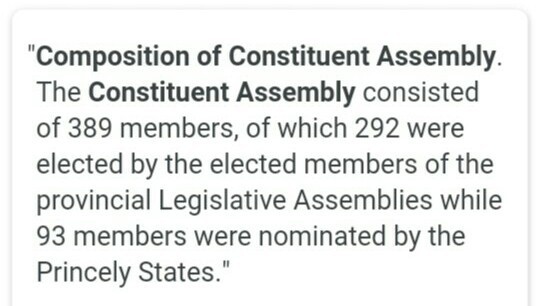 "Composition of Constituent Assembly.
The Constituent Assembly consisted
of 389 members, of which 292 were
elected by the elected members of the
provincial Legislative Assemblies while
93 members were nominated by the
Princely States."